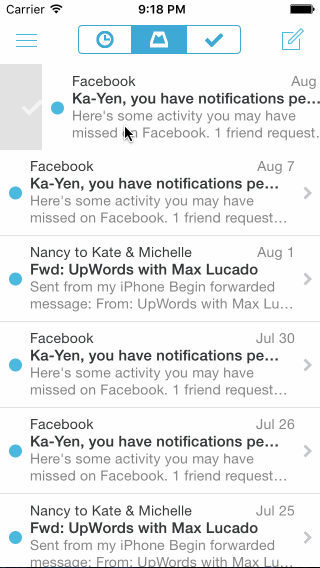 Carrier 9:18 PM
Facebook Aug
Ka-Yen, you have notifications pe…
Here's some activity you may have
missed on Facebook. 1 friend request.
Facebook Aug 7
Ka-Yen, you have notifications pe…
Here's some activity you may have
missed on Facebook. 1 friend request…
Nancy to Kate & Michelle Aug 1
Fwd: UpWords with Max Lucado
Sent from my iPhone Begin forwarded
message: From: UpWords with Max Lu…
Facebook Jul 30
Ka-Yen, you have notifications pe…
Here's some activity you may have
missed on Facebook. 1 friend request…
Facebook Jul 26
Ka-Yen, you have notifications pe…
Here's some activity you may have
missed on Facebook. 1 friend request…
Nancy to Kate & Michelle Jul 25
Fwd: UpWords with Max Lucado
Sent from my iPhone Begin forwarded
message: From: UpWords with Max Lu…